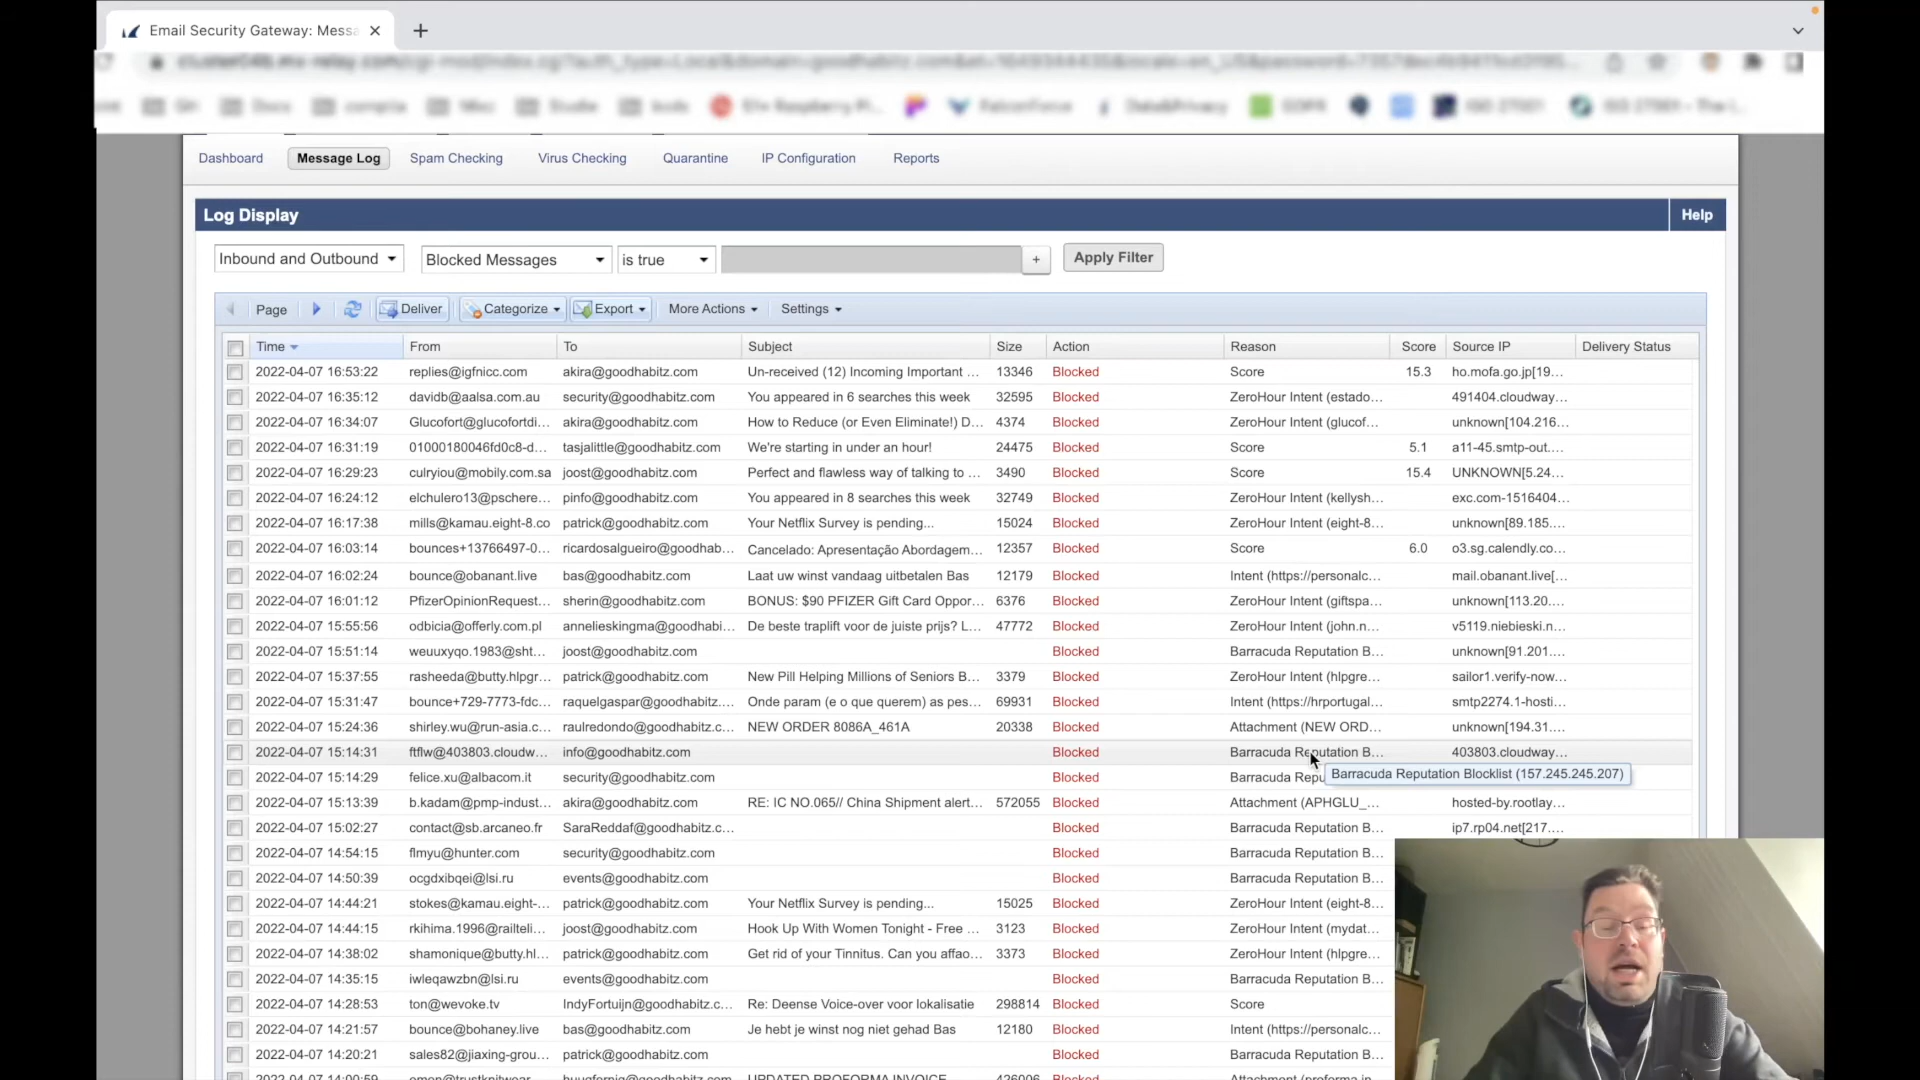 Email Security Gateway: Messa
Dashboard Message Log Spam Checking Virus Checking Quarantine IP Configuration Reports
Log Display Help
Inbound and Outbound Blocked Messages is true + Apply Filter
Page Deliver Categorize Export More Actions Settings
Time From To Subject Size Action Reason Score Source IP Delivery Status
2022-04-07 16:53:22 replies@igfnicc.com akira@goodhabitz.com Un-received (12) Incoming Important ... 13346 Blocked Score 15.3 ho.mofa.go.jp[19...
2022-04-07 16:35:12 davidb@aalsa.com.au security@goodhabitz.com You appeared in 6 searches this week 32595 Blocked ZeroHour Intent (estado... 491404.cloudway...
2022-04-07 16:34:07 Glucofort@glucofortdi... akira@goodhabitz.com How to Reduce (or Even Eliminate!) D... 4374 Blocked ZeroHour Intent (glucof... unknown[104.216...
2022-04-07 16:31:19 01000180046fd0c8-d... tasjalittle@goodhabitz.com We're starting in under an hour! 24475 Blocked Score 5.1 a11-45.smtp-out....
2022-04-07 16:29:23 culryiou@mobily.com.sa joost@goodhabitz.com Perfect and flawless way of talking to ... 3490 Blocked Score 15.4 UNKNOWN[5.24...
2022-04-07 16:24:12 elchulero13@pschere... pinfo@goodhabitz.com You appeared in 8 searches this week 32749 Blocked ZeroHour Intent (kellysh... exc.com-1516404...
2022-04-07 16:17:38 mills@kamau.eight-8.co patrick@goodhabitz.com Your Netflix Survey is pending... 15024 Blocked ZeroHour Intent (eight-8... unknown[89.185....
2022-04-07 16:03:14 bounces+13766497-0... ricardosalgueiro@goodhab... Cancelado: Apresentação Abordagem... 12357 Blocked Score 6.0 o3.sg.calendly.co...
2022-04-07 16:02:24 bounce@obanant.live bas@goodhabitz.com Laat uw winst vandaag uitbetalen Bas 12179 Blocked Intent (https://personalc... mail.obanant.live[...
2022-04-07 16:01:12 PfizerOpinionRequest... sherin@goodhabitz.com BONUS: $90 PFIZER Gift Card Oppor... 6376 Blocked ZeroHour Intent (giftspa... unknown[113.20....
2022-04-07 15:55:56 odbicia@offerly.com.pl annelieskingma@goodhabi... De beste traplift voor de juiste prijs? L... 47772 Blocked ZeroHour Intent (john.n... v5119.niebieski.n...
2022-04-07 15:51:14 weuuxyqo.1983@sht... joost@goodhabitz.com Blocked Barracuda Reputation B... unknown[91.201....
2022-04-07 15:37:55 rasheeda@butty.hlpgr... patrick@goodhabitz.com New Pill Helping Millions of Seniors B... 3379 Blocked ZeroHour Intent (hlpgre... sailor1.verify-now...
2022-04-07 15:31:47 bounce+729-7773-fdc... raquelgaspar@goodhabitz.... Onde param (e o que querem) as pes... 69931 Blocked Intent (https://hrportugal... smtp2274.1-hosti...
2022-04-07 15:24:36 shirley.wu@run-asia.c... raulredondo@goodhabitz.c... NEW ORDER 8086A_461A 20338 Blocked Attachment (NEW ORD... unknown[194.31....
2022-04-07 15:14:31 ftflw@403803.cloudw... info@goodhabitz.com Blocked Barracuda Reputation B... 403803.cloudway...
2022-04-07 15:14:29 felice.xu@albacom.it security@goodhabitz.com Blocked Barracuda Repu Barracuda Reputation Blocklist (157.245.245.207)
2022-04-07 15:13:39 b.kadam@pmp-indust... akira@goodhabitz.com RE: IC NO.065// China Shipment alert... 572055 Blocked Attachment (APHGLU_... hosted-by.rootlay...
2022-04-07 15:02:27 contact@sb.arcaneo.fr SaraReddaf@goodhabitz.c... Blocked Barracuda Reputation B... ip7.rp04.net[217....
2022-04-07 14:54:15 flmyu@hunter.com security@goodhabitz.com Blocked Barracuda Reputation B...
2022-04-07 14:50:39 ocgdxibqei@lsi.ru events@goodhabitz.com Blocked Barracuda Reputation B...
2022-04-07 14:44:21 stokes@kamau.eight-... patrick@goodhabitz.com Your Netflix Survey is pending... 15025 Blocked ZeroHour Intent (eight-8...
2022-04-07 14:44:15 rkihima.1996@railteli... joost@goodhabitz.com Hook Up With Women Tonight - Free ... 3123 Blocked ZeroHour Intent (mydat...
2022-04-07 14:38:02 shamonique@butty.hl... patrick@goodhabitz.com Get rid of your Tinnitus. Can you affao... 3373 Blocked ZeroHour Intent (hlpgre...
2022-04-07 14:35:15 iwleqawzbn@lsi.ru events@goodhabitz.com Blocked Barracuda Reputation B...
2022-04-07 14:28:53 ton@wevoke.tv IndyFortuijn@goodhabitz.c... Re: Deense Voice-over voor lokalisatie 298814 Blocked Score
2022-04-07 14:21:57 bounce@bohaney.live bas@goodhabitz.com Je hebt je winst nog niet gehad Bas 12180 Blocked Intent (https://personalc...
2022-04-07 14:20:21 sales82@jiaxing-grou... patrick@goodhabitz.com Blocked Barracuda Reputation B...
UPDATED PROFORMA INVOICE Blocked